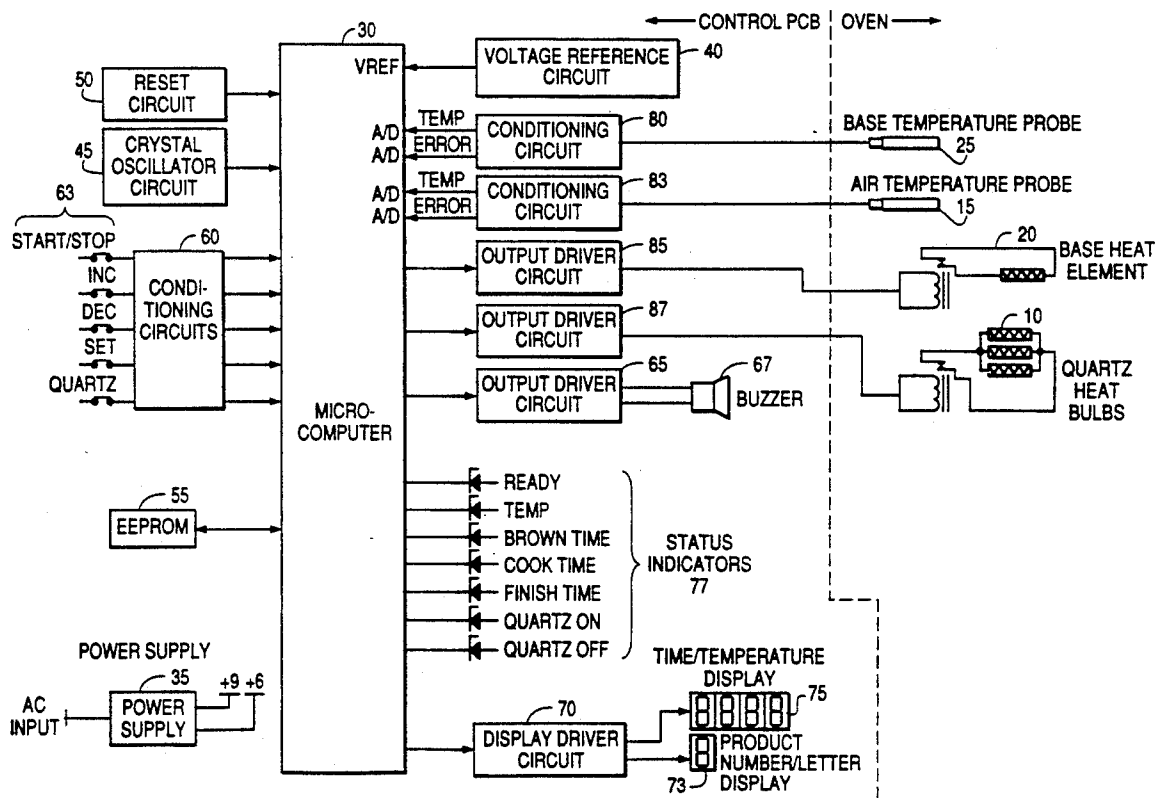 CONTROL PCB
OVEN
30
VREF
VOLTAGE REFERENCE
CIRCUIT
40
50
RESET
CIRCUIT
45
CRYSTAL
OSCILLATOR
CIRCUIT
A/D
TEMP
A/D
ERROR
CONDITIONING
CIRCUIT
80
BASE TEMPERATURE PROBE
25
A/D
TEMP
A/D
ERROR
CONDITIONING
CIRCUIT
83
AIR TEMPERATURE PROBE
15
63
START/STOP
INC
DEC
SET
QUARTZ
60
CONDI-
TIONING
CIRCUITS
OUTPUT DRIVER
CIRCUIT
85
20
BASE HEAT
ELEMENT
OUTPUT DRIVER
CIRCUIT
87
10
QUARTZ
HEAT
BULBS
OUTPUT DRIVER
CIRCUIT
65
67
BUZZER
MICRO-
COMPUTER
55
EEPROM
READY
TEMP
BROWN TIME
COOK TIME
FINISH TIME
QUARTZ ON
QUARTZ OFF
STATUS
INDICATORS
77
POWER SUPPLY
35
+9 +6
AC
INPUT
POWER
SUPPLY
70
DISPLAY DRIVER
CIRCUIT
TIME/TEMPERATURE
DISPLAY
75
8888
8
PRODUCT
NUMBER/LETTER
DISPLAY
73